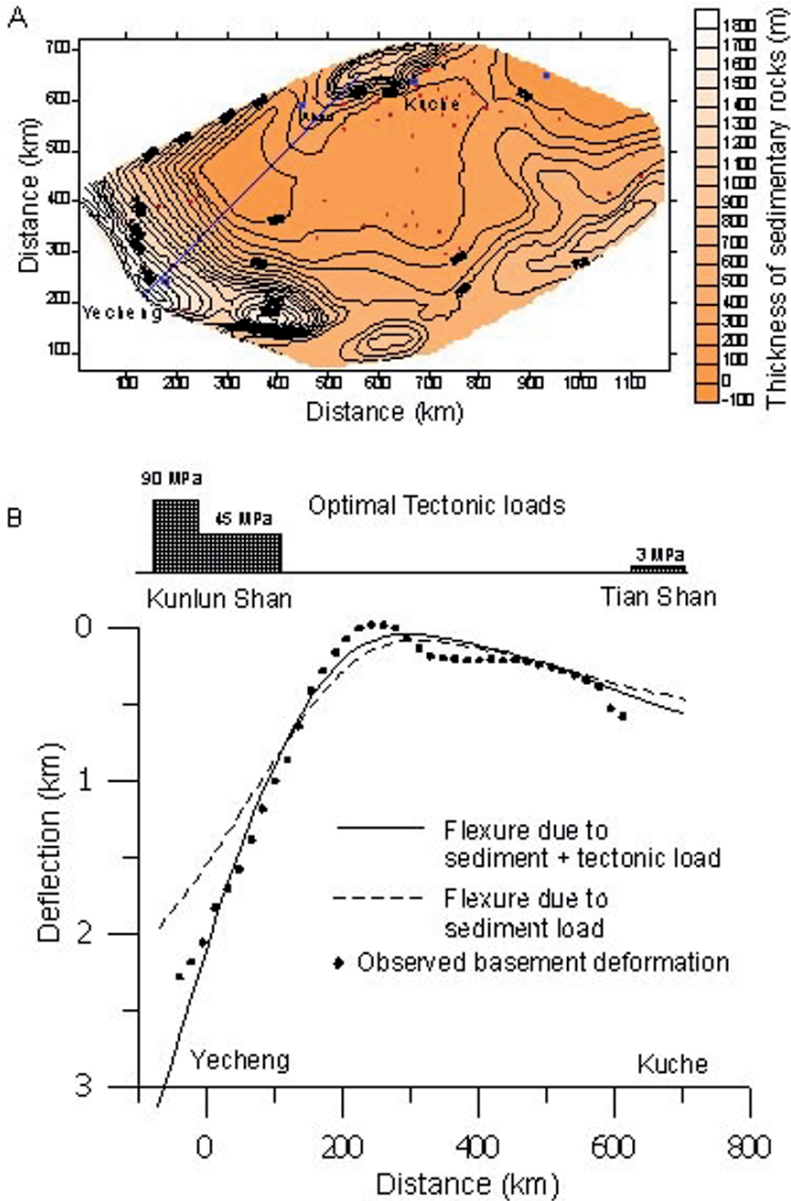 A
700
600
500
400
300
200
100
Distance (km)
Kuche
Yecheng
100 200 300 400 500 600 700 800 900 1000 1100
Distance (km)
1800
1700
1600
1500
1400
1300
1200
1100
1000
900
800
700
600
500
400
300
200
100
0
-100
Thickness of sedimentary rocks (m)
B
90 MPa
45 MPa
Optimal Tectonic loads
3 MPa
Kunlun Shan
Tian Shan
0
1
2
3
Deflection (km)
Flexure due to
sediment + tectonic load
Flexure due to
sediment load
Observed basement deformation
Yecheng
Kuche
0 200 400 600 800
Distance (km)